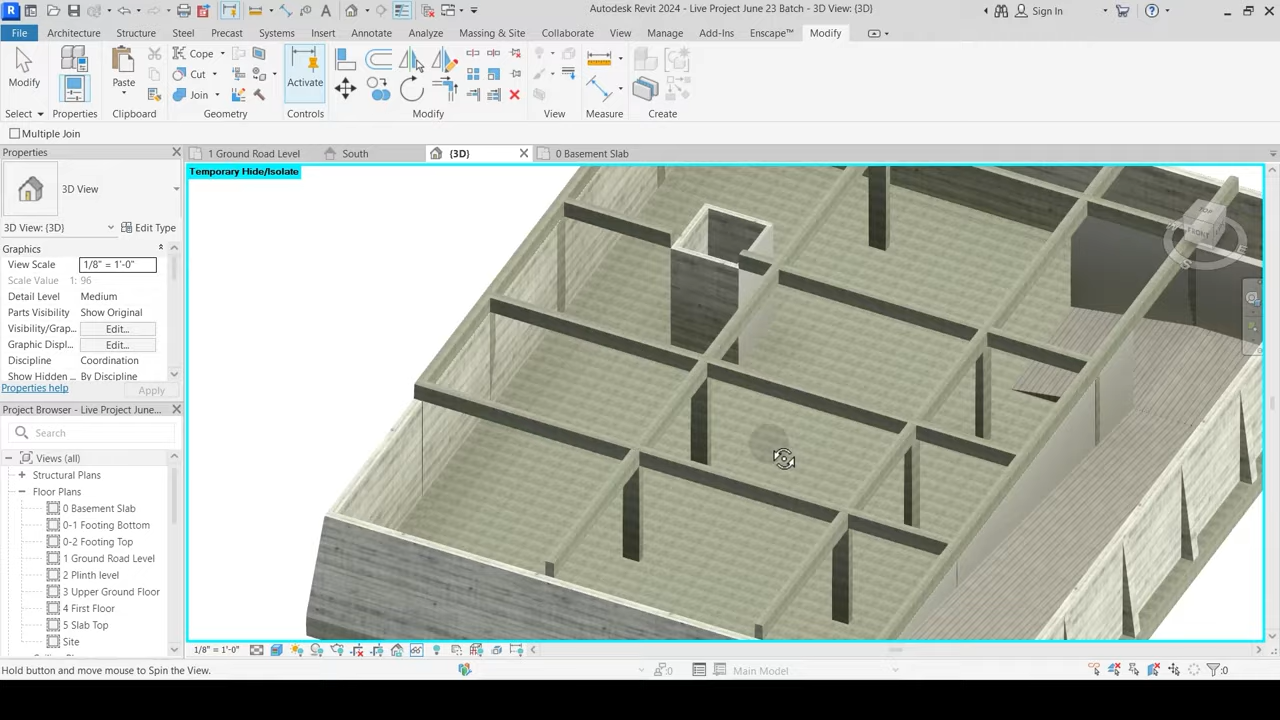 Autodesk Revit 2024 - Live Project June 23 Batch - 3D View: {3D}
Sign In
File Architecture Structure Steel Precast Systems Insert Annotate Analyze Massing & Site Collaborate View Manage Add-Ins Enscape™ Modify
Modify Paste Cope Cut Join Activate
Select Properties Clipboard Geometry Controls Modify View Measure Create
Multiple Join
Properties
1 Ground Road Level South {3D} 0 Basement Slab
Temporary Hide/Isolate
3D View
3D View: {3D} Edit Type
Graphics
View Scale 1/8" = 1'-0"
Scale Value 1: 96
Detail Level Medium
Parts Visibility Show Original
Visibility/Grap... Edit...
Graphic Displ... Edit...
Discipline Coordination
Show Hidden ... By Discipline
Properties help Apply
Project Browser - Live Project June...
Search
Views (all)
Structural Plans
Floor Plans
0 Basement Slab
0-1 Footing Bottom
0-2 Footing Top
1 Ground Road Level
2 Plinth level
3 Upper Ground Floor
4 First Floor
5 Slab Top
Site
TOP
FRONT
S
E
1/8" = 1'-0"
Hold button and move mouse to Spin the View.
:0 Main Model :0